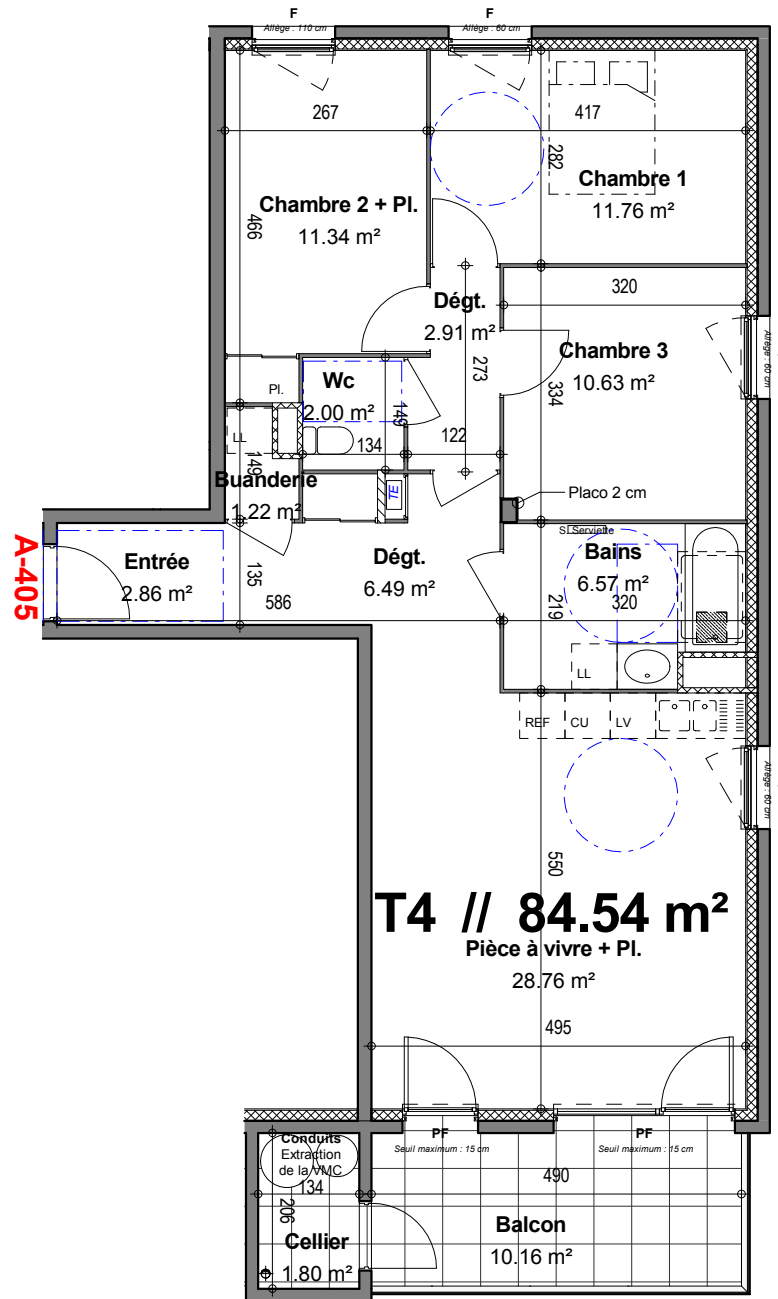 F
F
Allège : 110 cm
Allège : 60 cm
267
417
282
Chambre 1
11.76 m²
Chambre 2 + Pl.
11.34 m²
466
Dégt.
2.91 m²
320
Allège : 60 cm
Chambre 3
10.63 m²
334
273
Wc
2.00 m²
Pl.
149
134
122
LL
149
Buanderie
1.22 m²
TE
Placo 2 cm
S.Serviette
A-405
Entrée
2.86 m²
135
586
Dégt.
6.49 m²
Bains
6.57 m²
320
219
LL
REF
CU
LV
Allège : 60 cm
550
T4 // 84.54 m²
Pièce à vivre + Pl.
28.76 m²
495
PF
PF
Seuil maximum : 15 cm
Seuil maximum : 15 cm
Conduits
Extraction
de la VMC
134
206
490
Cellier
1.80 m²
Balcon
10.16 m²